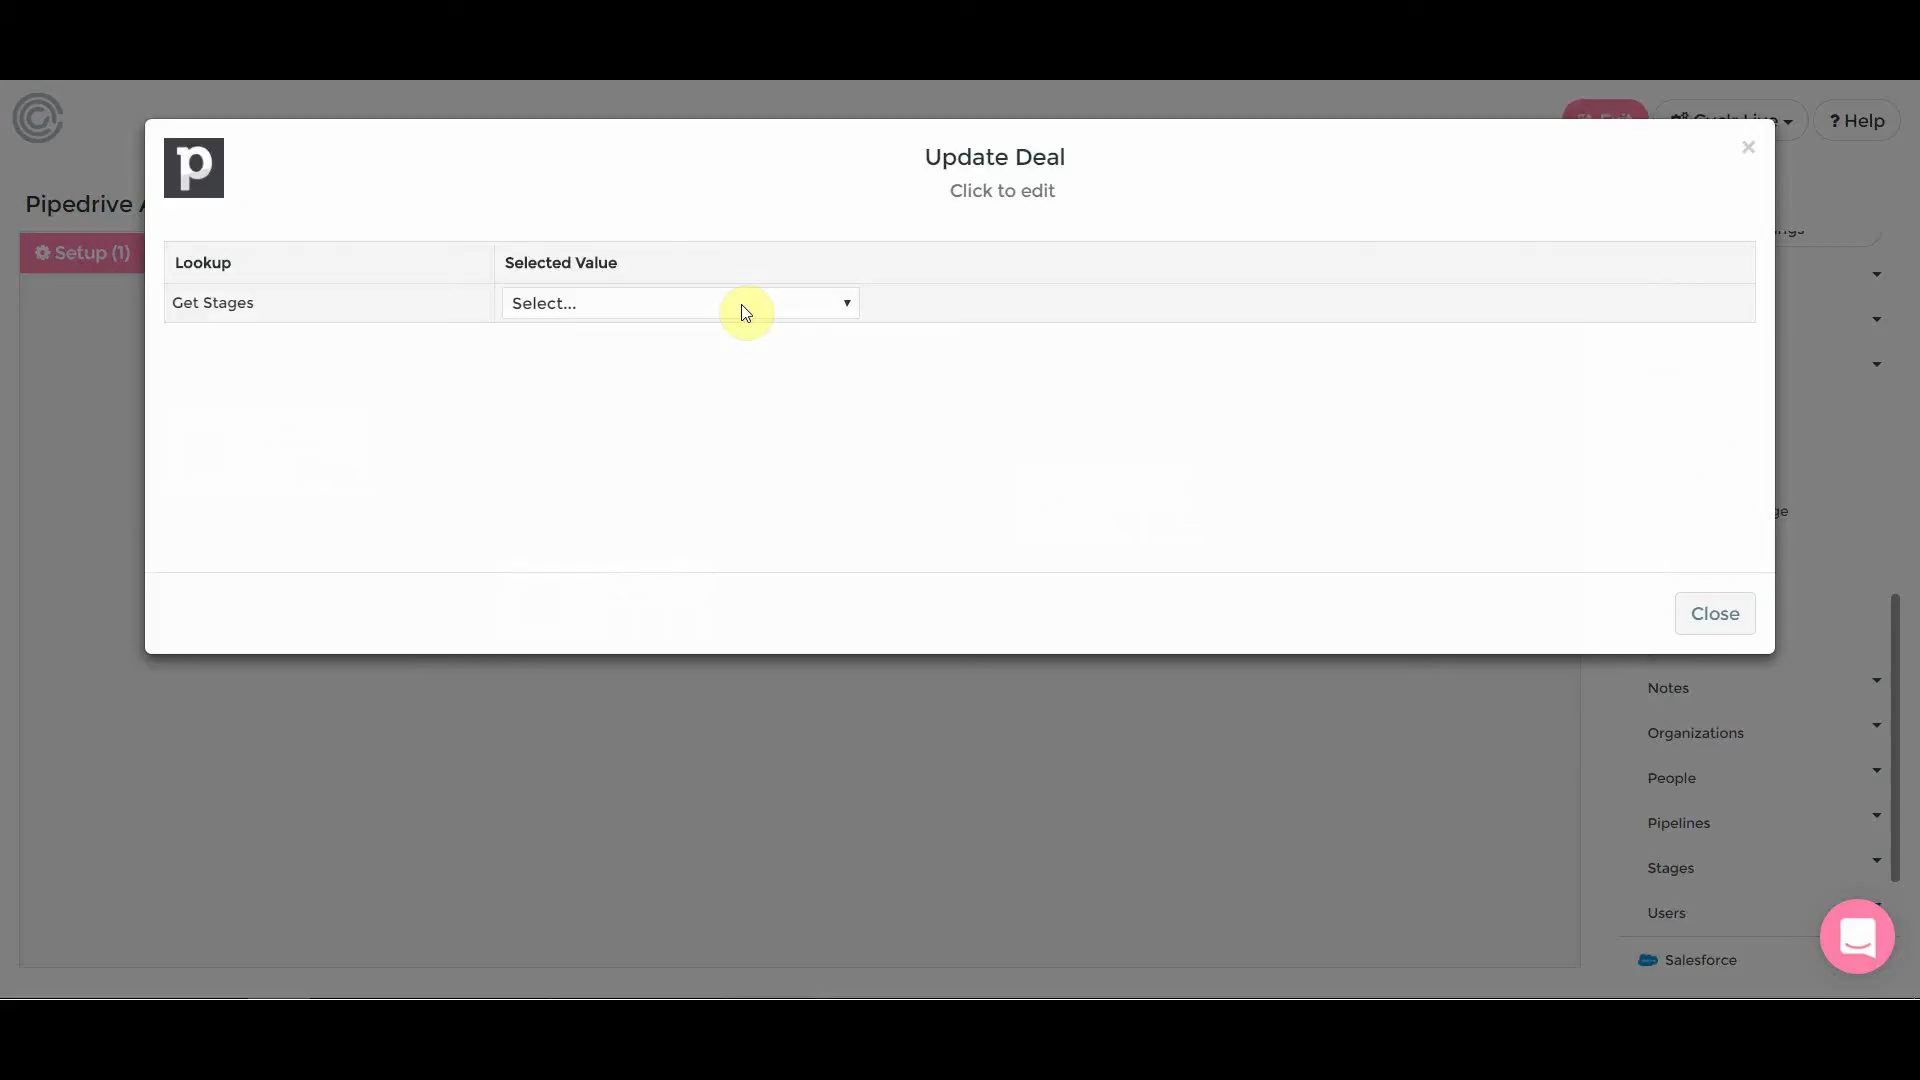 ? Help
p
Update Deal
×
Click to edit
Pipedrive
Setup (1)
Lookup
Selected Value
Get Stages
Select...
Close
Notes
Organizations
People
Pipelines
Stages
Users
Salesforce